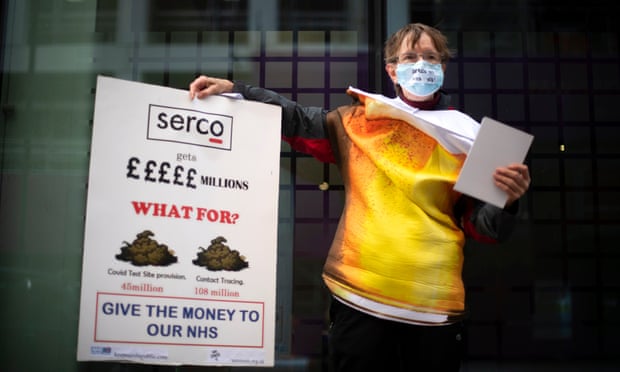 serco
gets
£££££ MILLIONS
WHAT FOR?
Covid Test Site provision.
Contact Tracing.
45million
108 million
GIVE THE MONEY TO
OUR NHS